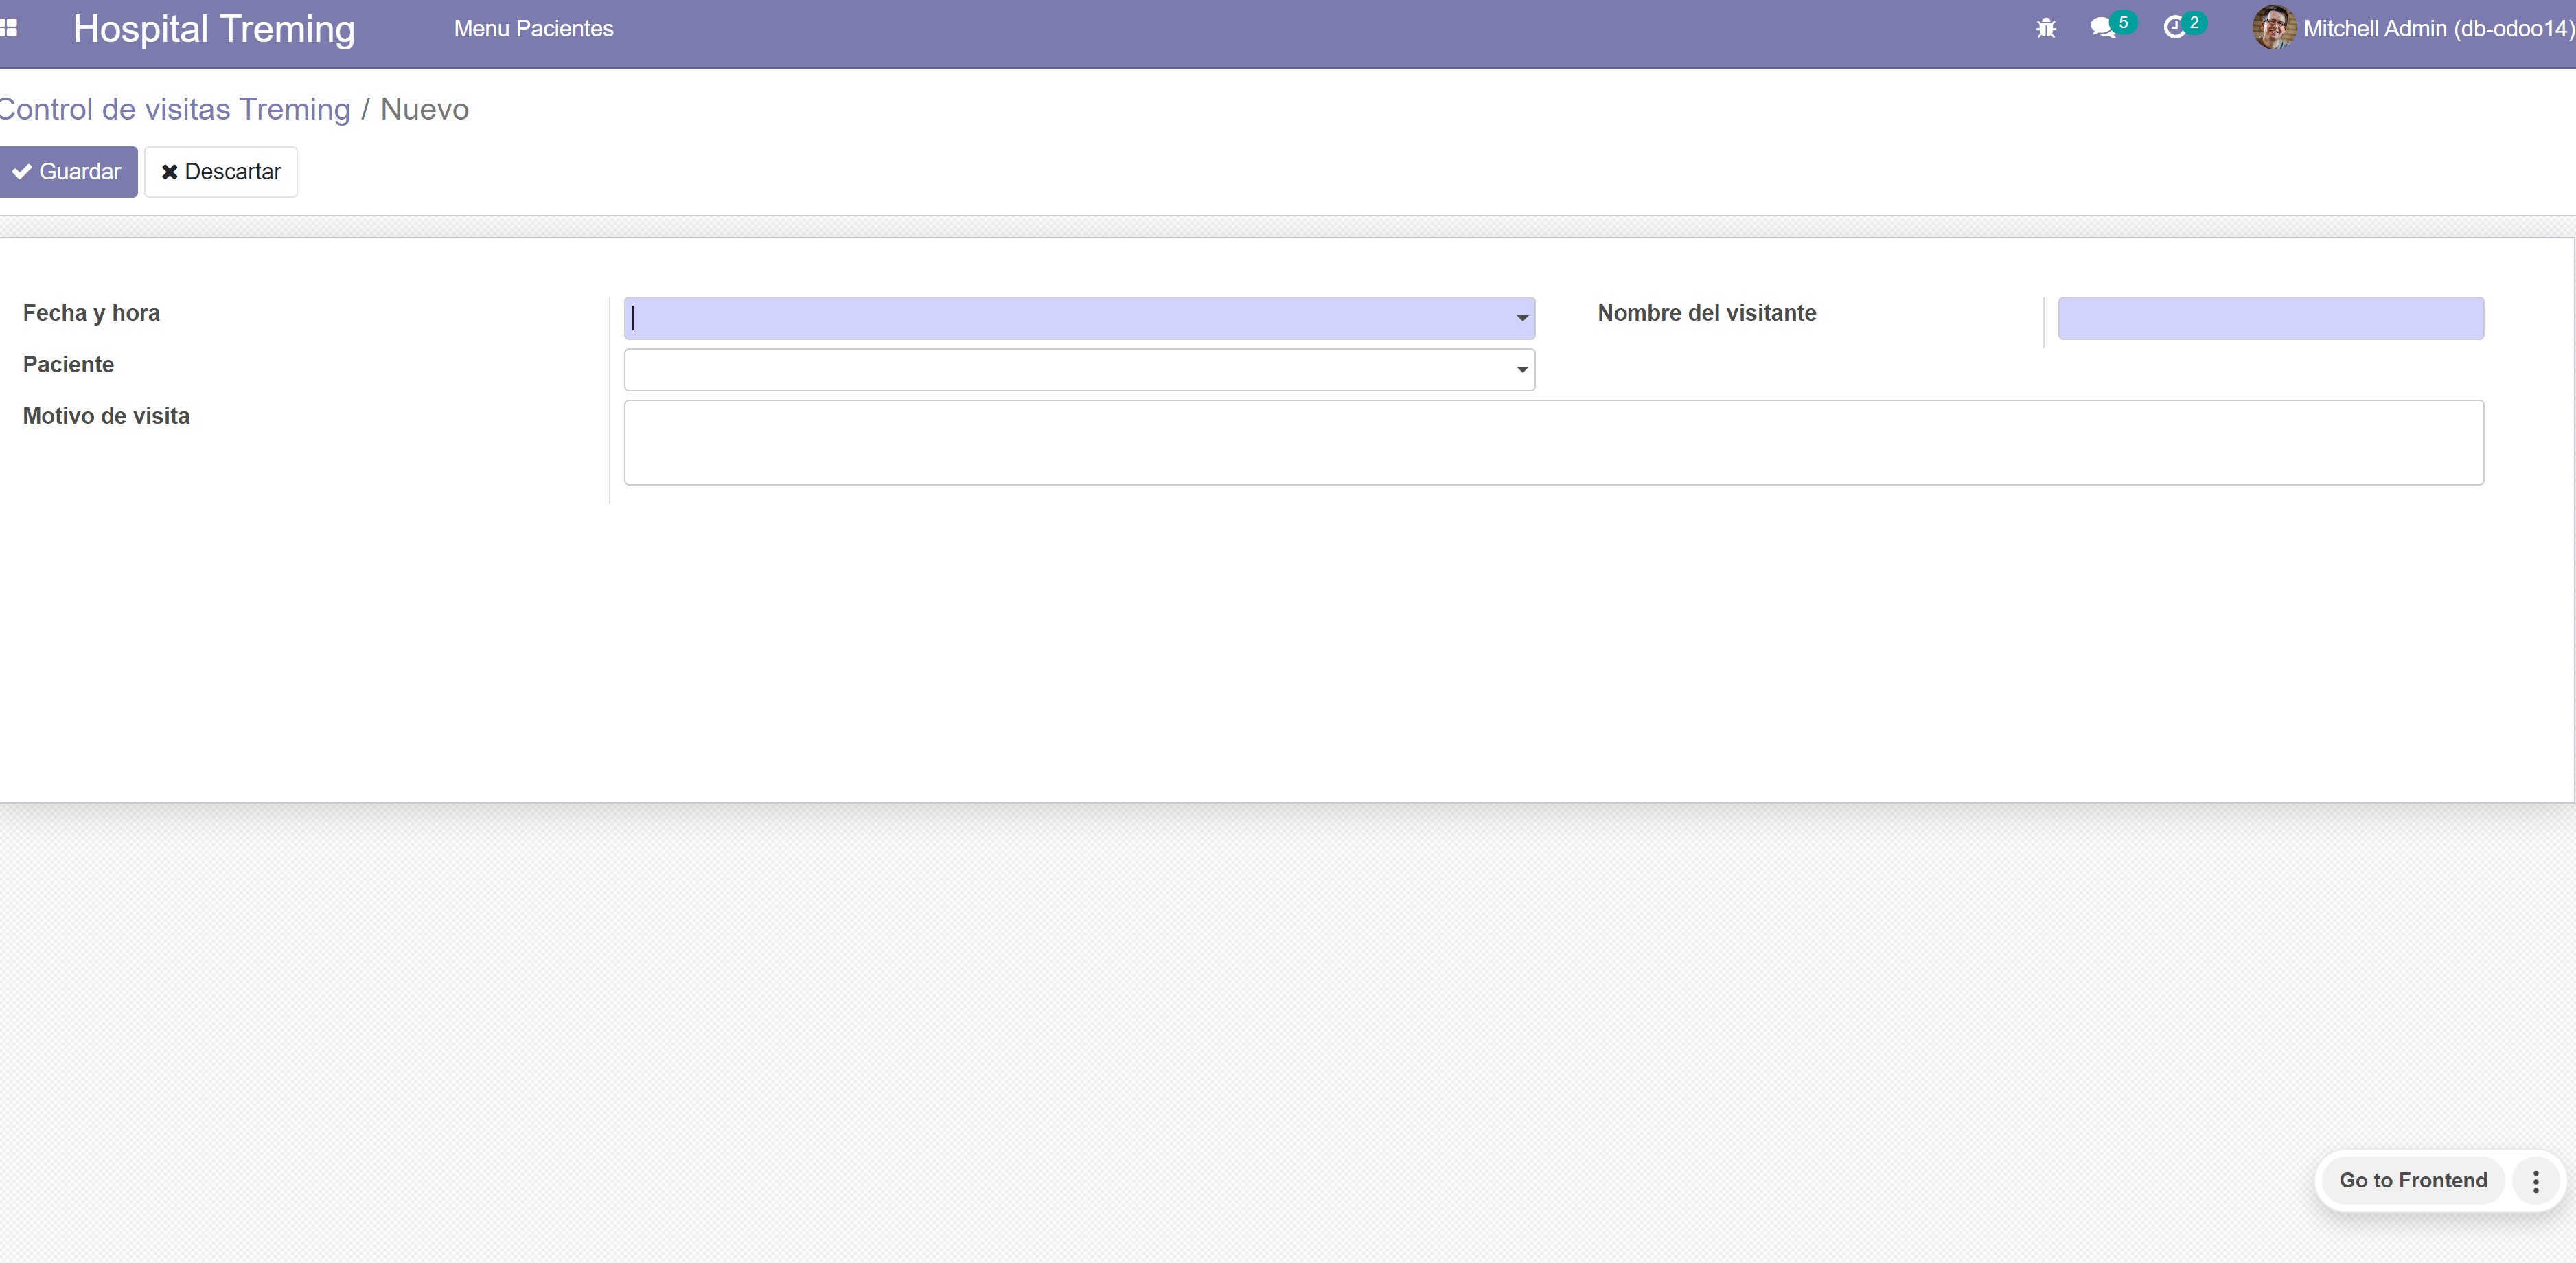 Hospital Treming Menu Pacientes 5 2 Mitchell Admin (db-odoo14)
Control de visitas Treming / Nuevo
Guardar Descartar
Fecha y hora Nombre del visitante
Paciente
Motivo de visita
Go to Frontend